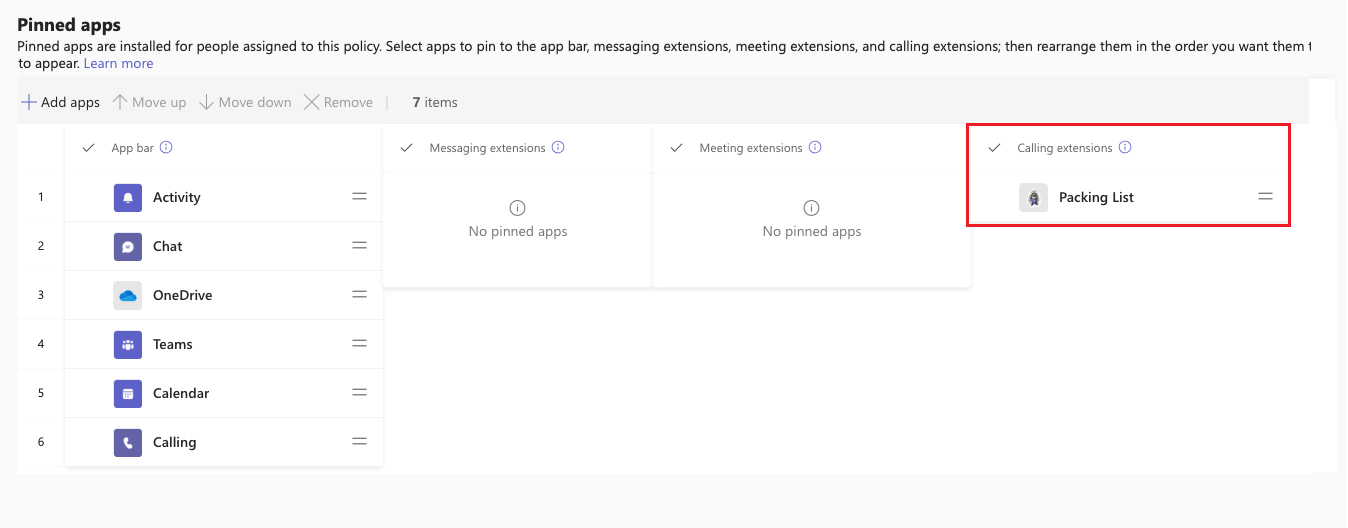 Pinned apps
Pinned apps are installed for people assigned to this policy. Select apps to pin to the app bar, messaging extensions, meeting extensions, and calling extensions; then rearrange them in the order you want them t
to appear. Learn more
Add apps Move up Move down Remove | 7 items
App bar Messaging extensions Meeting extensions Calling extensions
1 Activity Packing List
No pinned apps No pinned apps
2 Chat
3 OneDrive
4 Teams
5 Calendar
6 Calling